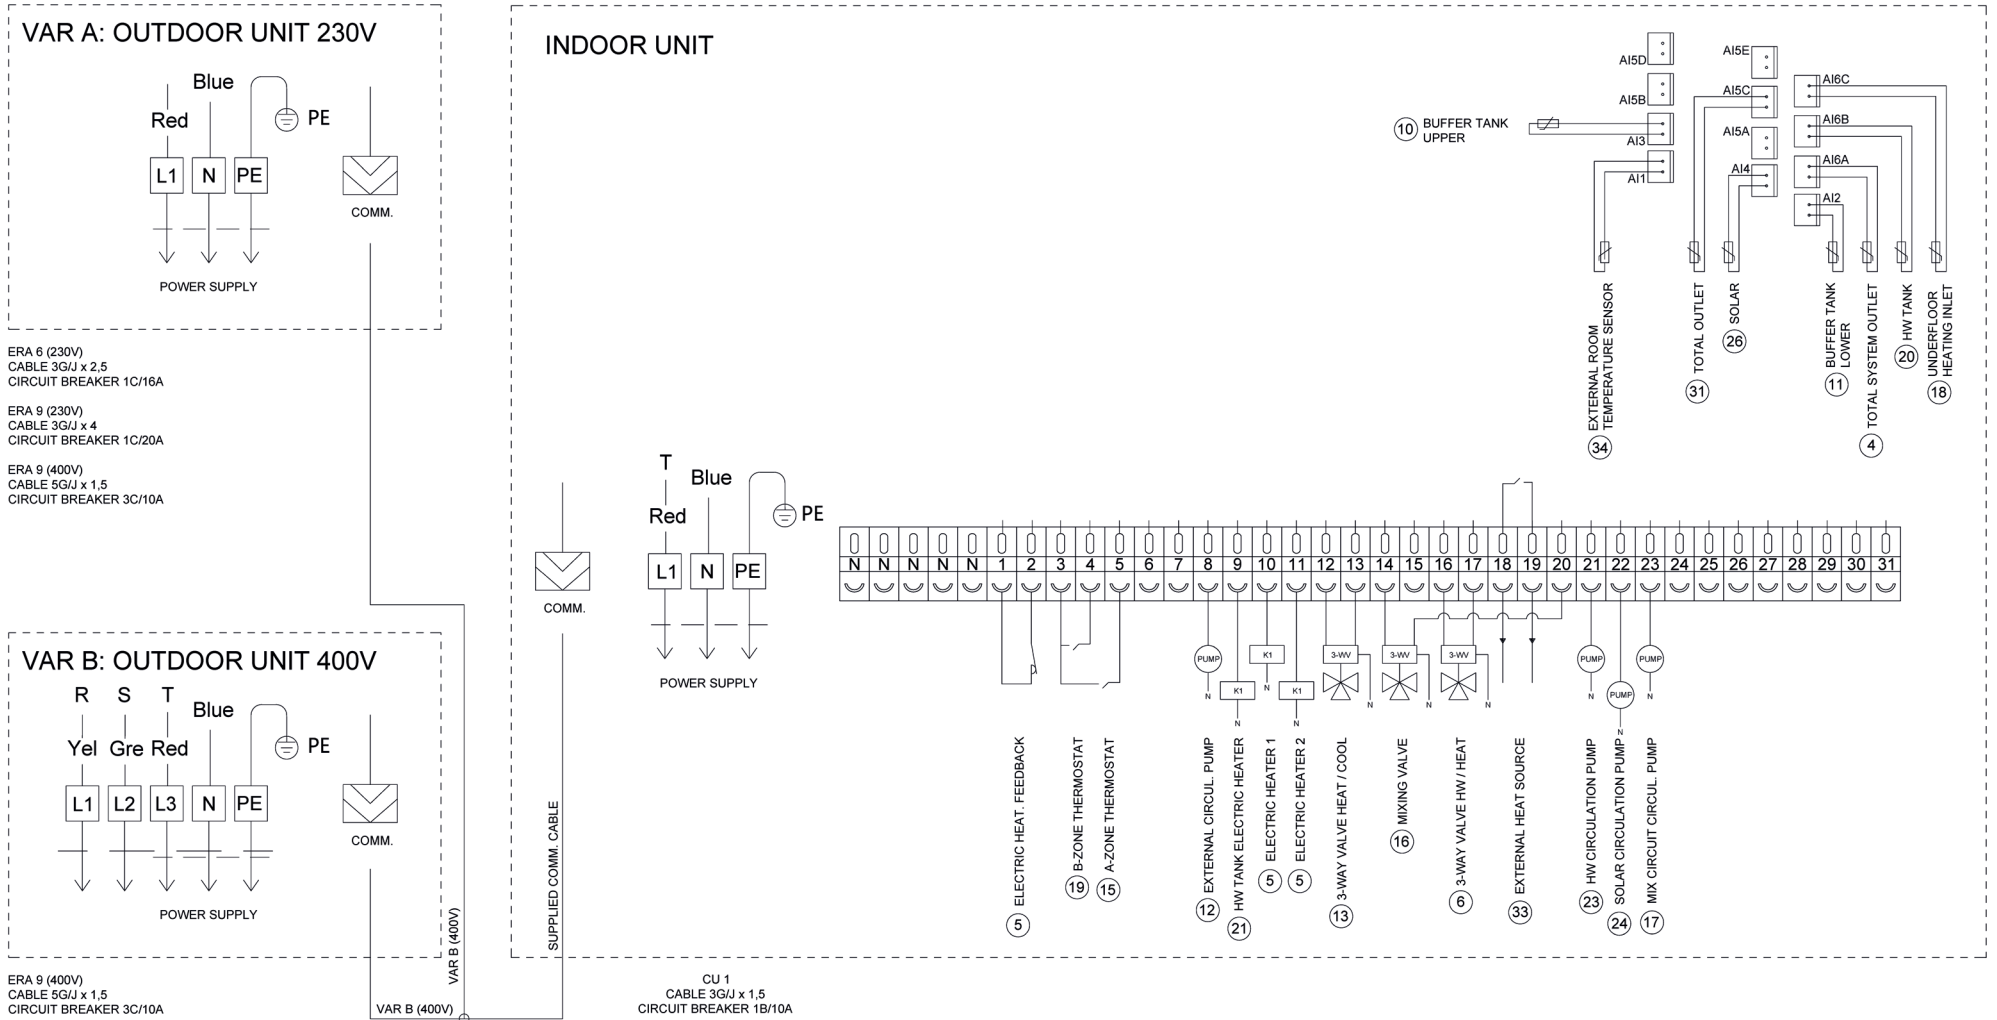 VAR A: OUTDOOR UNIT 230V
Blue
Red
PE
L1 N PE
COMM.
POWER SUPPLY
ERA 6 (230V)
CABLE 3G/J x 2,5
CIRCUIT BREAKER 1C/16A
ERA 9 (230V)
CABLE 3G/J x 4
CIRCUIT BREAKER 1C/20A
ERA 9 (400V)
CABLE 5G/J x 1,5
CIRCUIT BREAKER 3C/10A
VAR B: OUTDOOR UNIT 400V
R S T
Blue
Yel Gre Red
PE
L1 L2 L3 N PE
COMM.
POWER SUPPLY
ERA 9 (400V)
CABLE 5G/J x 1,5
CIRCUIT BREAKER 3C/10A
VAR B (400V)
VAR B (400V)
SUPPLIED COMM. CABLE
INDOOR UNIT
AI5D
AI5B
AI3
AI1
AI5E
AI5C
AI5A
AI4
AI6C
AI6B
AI6A
AI2
10 BUFFER TANK
UPPER
34 EXTERNAL ROOM
TEMPERATURE SENSOR
31 TOTAL OUTLET
26 SOLAR
11 BUFFER TANK
LOWER
4 TOTAL SYSTEM OUTLET
20 HW TANK
18 UNDERFLOOR
HEATING INLET
T
Blue
Red
PE
L1 N PE
COMM.
POWER SUPPLY
N N N N N 1 2 3 4 5 6 7 8 9 10 11 12 13 14 15 16 17 18 19 20 21 22 23 24 25 26 27 28 29 30 31
PUMP K1 3-WV 3-WV 3-WV PUMP PUMP
K1 K1 PUMP
N N N N N N N N N N
5 ELECTRIC HEAT. FEEDBACK
19 B-ZONE THERMOSTAT
15 A-ZONE THERMOSTAT
12 EXTERNAL CIRCUL. PUMP
21 HW TANK ELECTRIC HEATER
5 ELECTRIC HEATER 1
5 ELECTRIC HEATER 2
13 3-WAY VALVE HEAT / COOL
16 MIXING VALVE
6 3-WAY VALVE HW / HEAT
33 EXTERNAL HEAT SOURCE
23 HW CIRCULATION PUMP
24 SOLAR CIRCULATION PUMP
17 MIX CIRCUIT CIRCUL. PUMP
CU 1
CABLE 3G/J x 1,5
CIRCUIT BREAKER 1B/10A